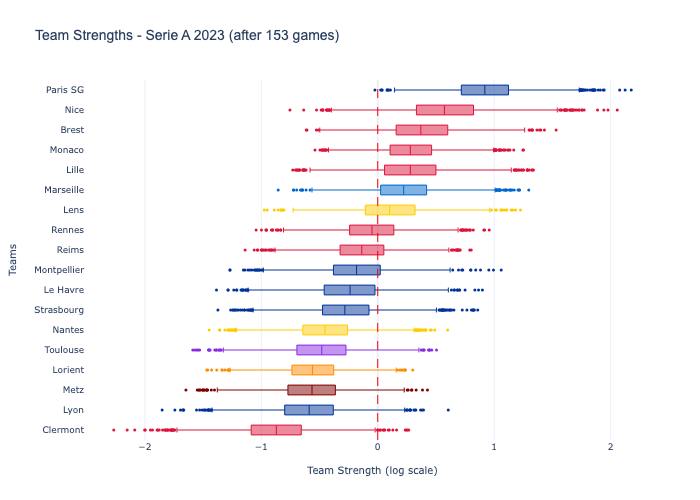 Team Strengths - Serie A 2023 (after 153 games)
Paris SG
Nice
Brest
Monaco
Lille
Marseille
Lens
Rennes
Reims
Montpellier
Le Havre
Strasbourg
Nantes
Toulouse
Lorient
Metz
Lyon
Clermont
Teams
−2 −1 0 1 2
Team Strength (log scale)